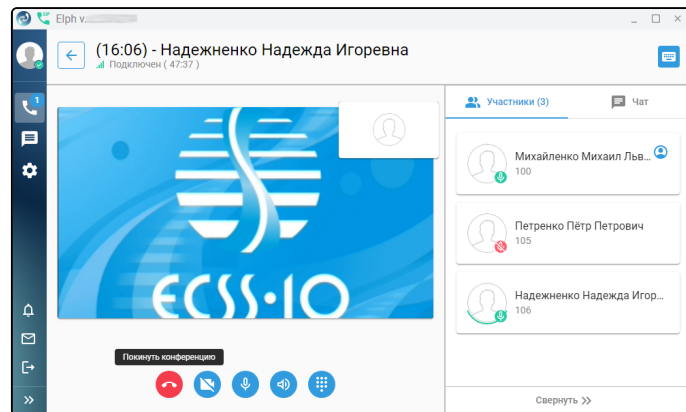 Elph v.
(16:06) - Надежненко Надежда Игоревна
Подключен ( 47:37 )
1
Участники (3)
Чат
Михайленко Михаил Льв...
100
Петренко Пётр Петрович
105
Надежненко Надежда Игор...
106
ECSS•10
Покинуть конференцию
Свернуть